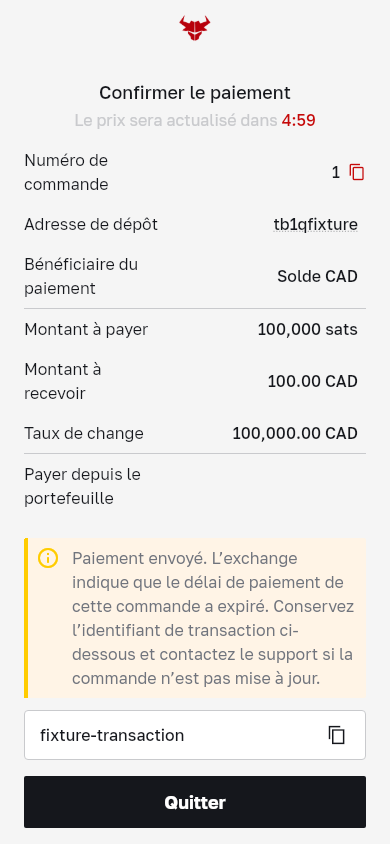 Confirmer le paiement
Le prix sera actualisé dans 4:59
Numéro de
commande
1
Adresse de dépôt
tb1qfixture
Bénéficiaire du
paiement
Solde CAD
Montant à payer
100,000 sats
Montant à
recevoir
100.00 CAD
Taux de change
100,000.00 CAD
Payer depuis le
portefeuille
Paiement envoyé. L’exchange
indique que le délai de paiement de
cette commande a expiré. Conservez
l’identifiant de transaction ci-
dessous et contactez le support si la
commande n’est pas mise à jour.
fixture-transaction
Quitter